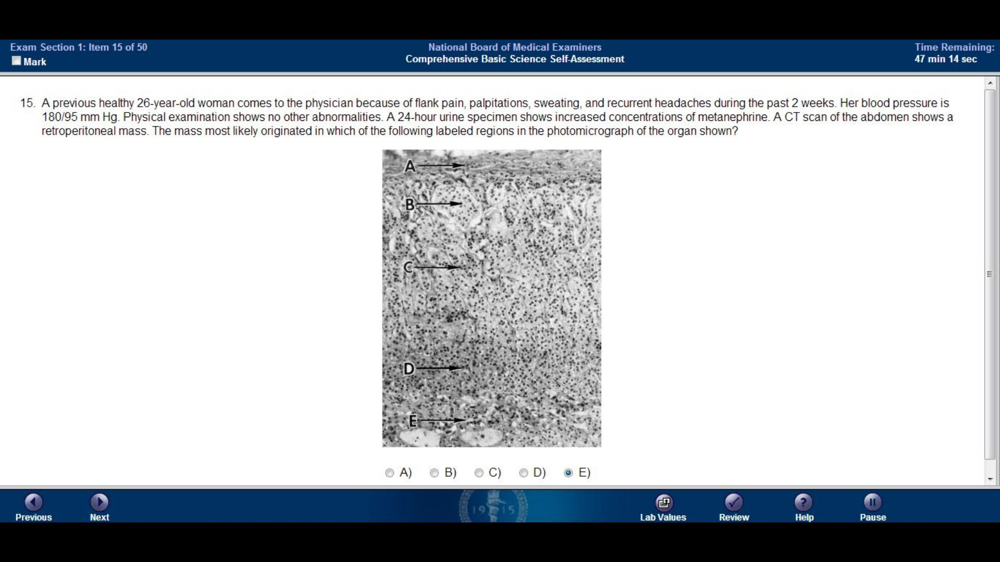 Exam Section 1: Item 15 of 50
Mark
National Board of Medical Examiners
Comprehensive Basic Science Self-Assessment
Time Remaining:
47 min 14 sec
15. A previous healthy 26-year-old woman comes to the physician because of flank pain, palpitations, sweating, and recurrent headaches during the past 2 weeks. Her blood pressure is
180/95 mm Hg. Physical examination shows no other abnormalities. A 24-hour urine specimen shows increased concentrations of metanephrine. A CT scan of the abdomen shows a
retroperitoneal mass. The mass most likely originated in which of the following labeled regions in the photomicrograph of the organ shown?
A
B
C
D
E
A) B) C) D) E)
1915
Previous
Next
Lab Values
Review
Help
Pause